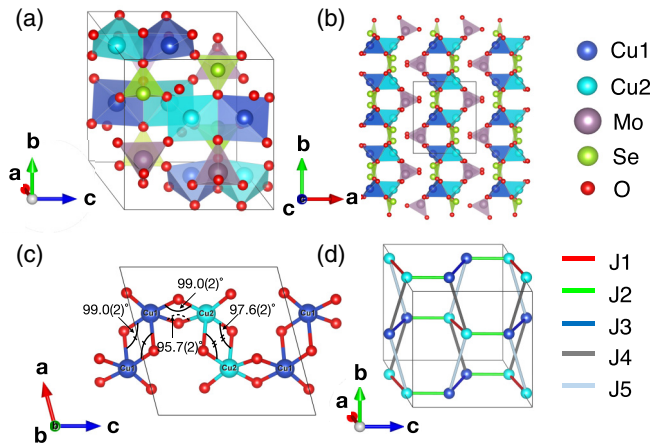 (a)
b
a
c
(b)
b
c
a
Cu1
Cu2
Mo
Se
O
(c)
99.0(2)°
99.0(2)°
97.6(2)°
95.7(2)°
Cu1
Cu2
Cu1
Cu1
Cu2
Cu1
a
b
c
(d)
b
a
c
J1
J2
J3
J4
J5